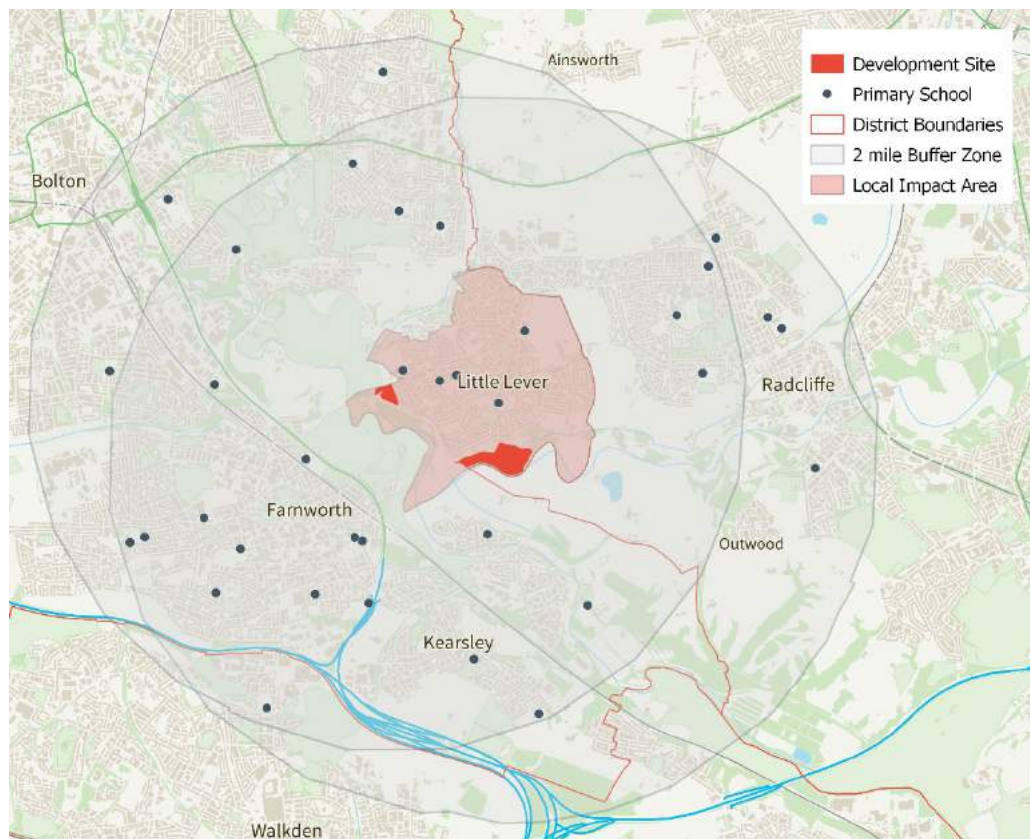 Ainsworth
Development Site
Primary School
District Boundaries
2 mile Buffer Zone
Local Impact Area
Bolton
Little Lever
Radcliffe
Farnworth
Outwood
Kearsley
Walkden